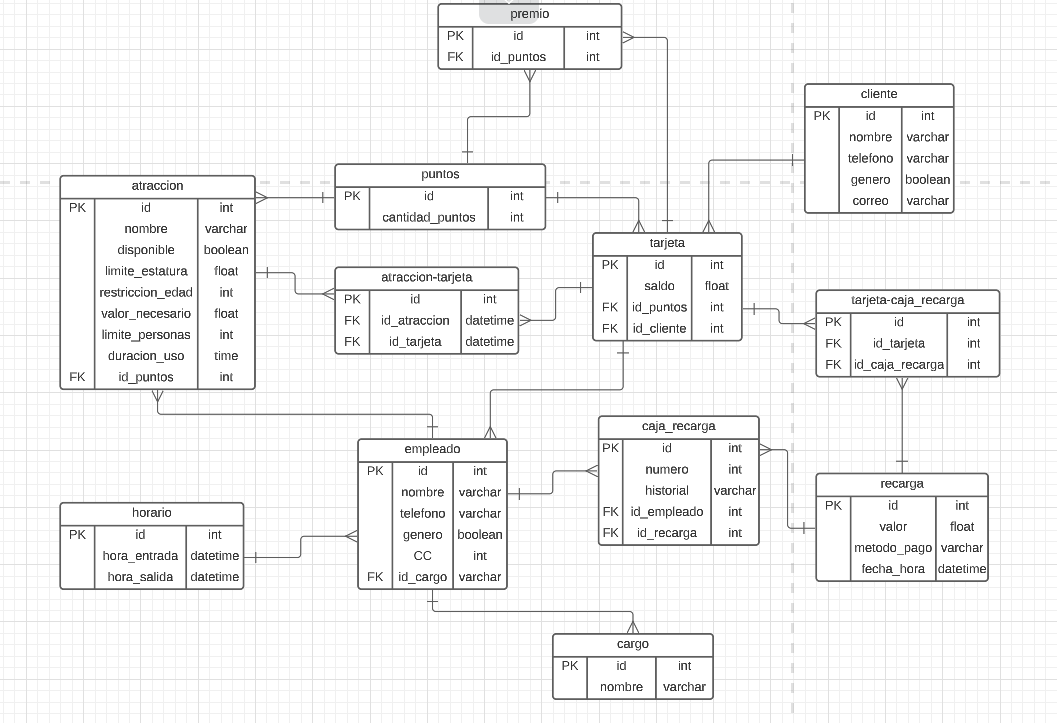 premio
PK id int
FK id_puntos int
cliente
PK id int
nombre varchar
telefono varchar
genero boolean
correo varchar
puntos
PK id int
cantidad_puntos int
atraccion
PK id int
nombre varchar
disponible boolean
limite_estatura float
restriccion_edad int
valor_necesario float
limite_personas int
duracion_uso time
FK id_puntos int
tarjeta
PK id int
saldo float
FK id_puntos int
FK id_cliente int
atraccion-tarjeta
PK id int
FK id_atraccion datetime
FK id_tarjeta datetime
tarjeta-caja_recarga
PK id int
FK id_tarjeta int
FK id_caja_recarga int
caja_recarga
PK id int
numero int
historial varchar
FK id_empleado int
FK id_recarga int
empleado
PK id int
nombre varchar
telefono varchar
genero boolean
CC int
FK id_cargo varchar
recarga
PK id int
valor float
metodo_pago varchar
fecha_hora datetime
horario
PK id int
hora_entrada datetime
hora_salida datetime
cargo
PK id int
nombre varchar